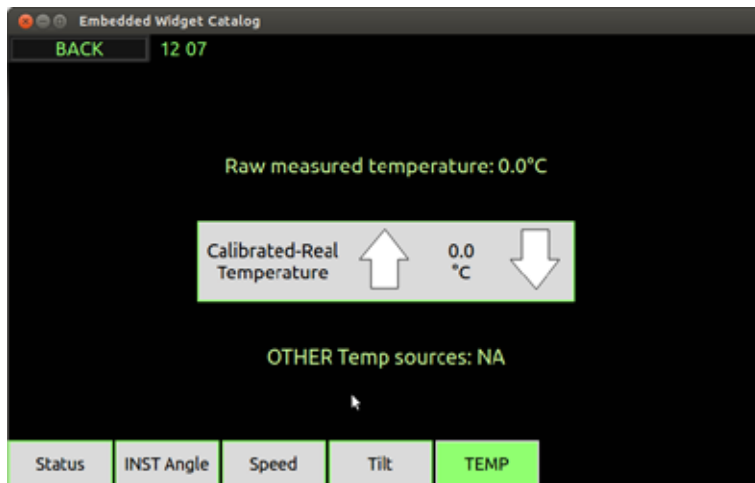 Embedded Widget Catalog
BACK 12 07
Raw measured temperature: 0.0°C
Calibrated-Real
Temperature
0.0
°C
OTHER Temp sources: NA
Status INST Angle Speed Tilt TEMP